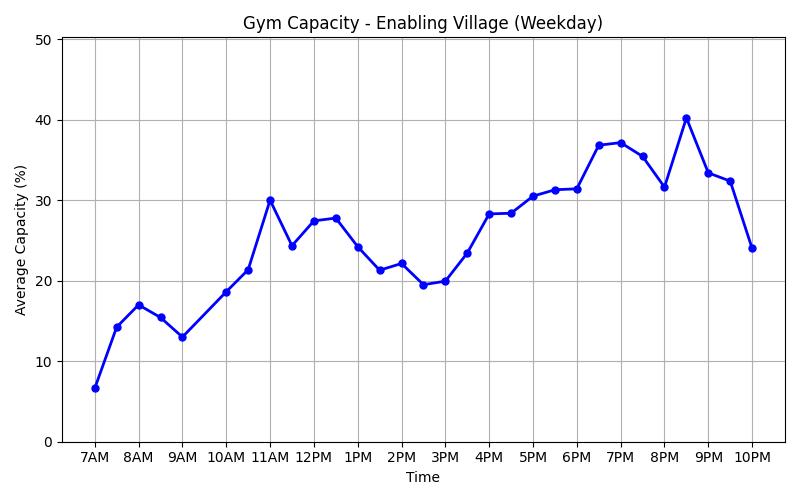 Gym Capacity - Enabling Village (Weekday)
Average Capacity (%)
50
40
30
20
10
0
7AM 8AM 9AM 10AM 11AM 12PM 1PM 2PM 3PM 4PM 5PM 6PM 7PM 8PM 9PM 10PM
Time